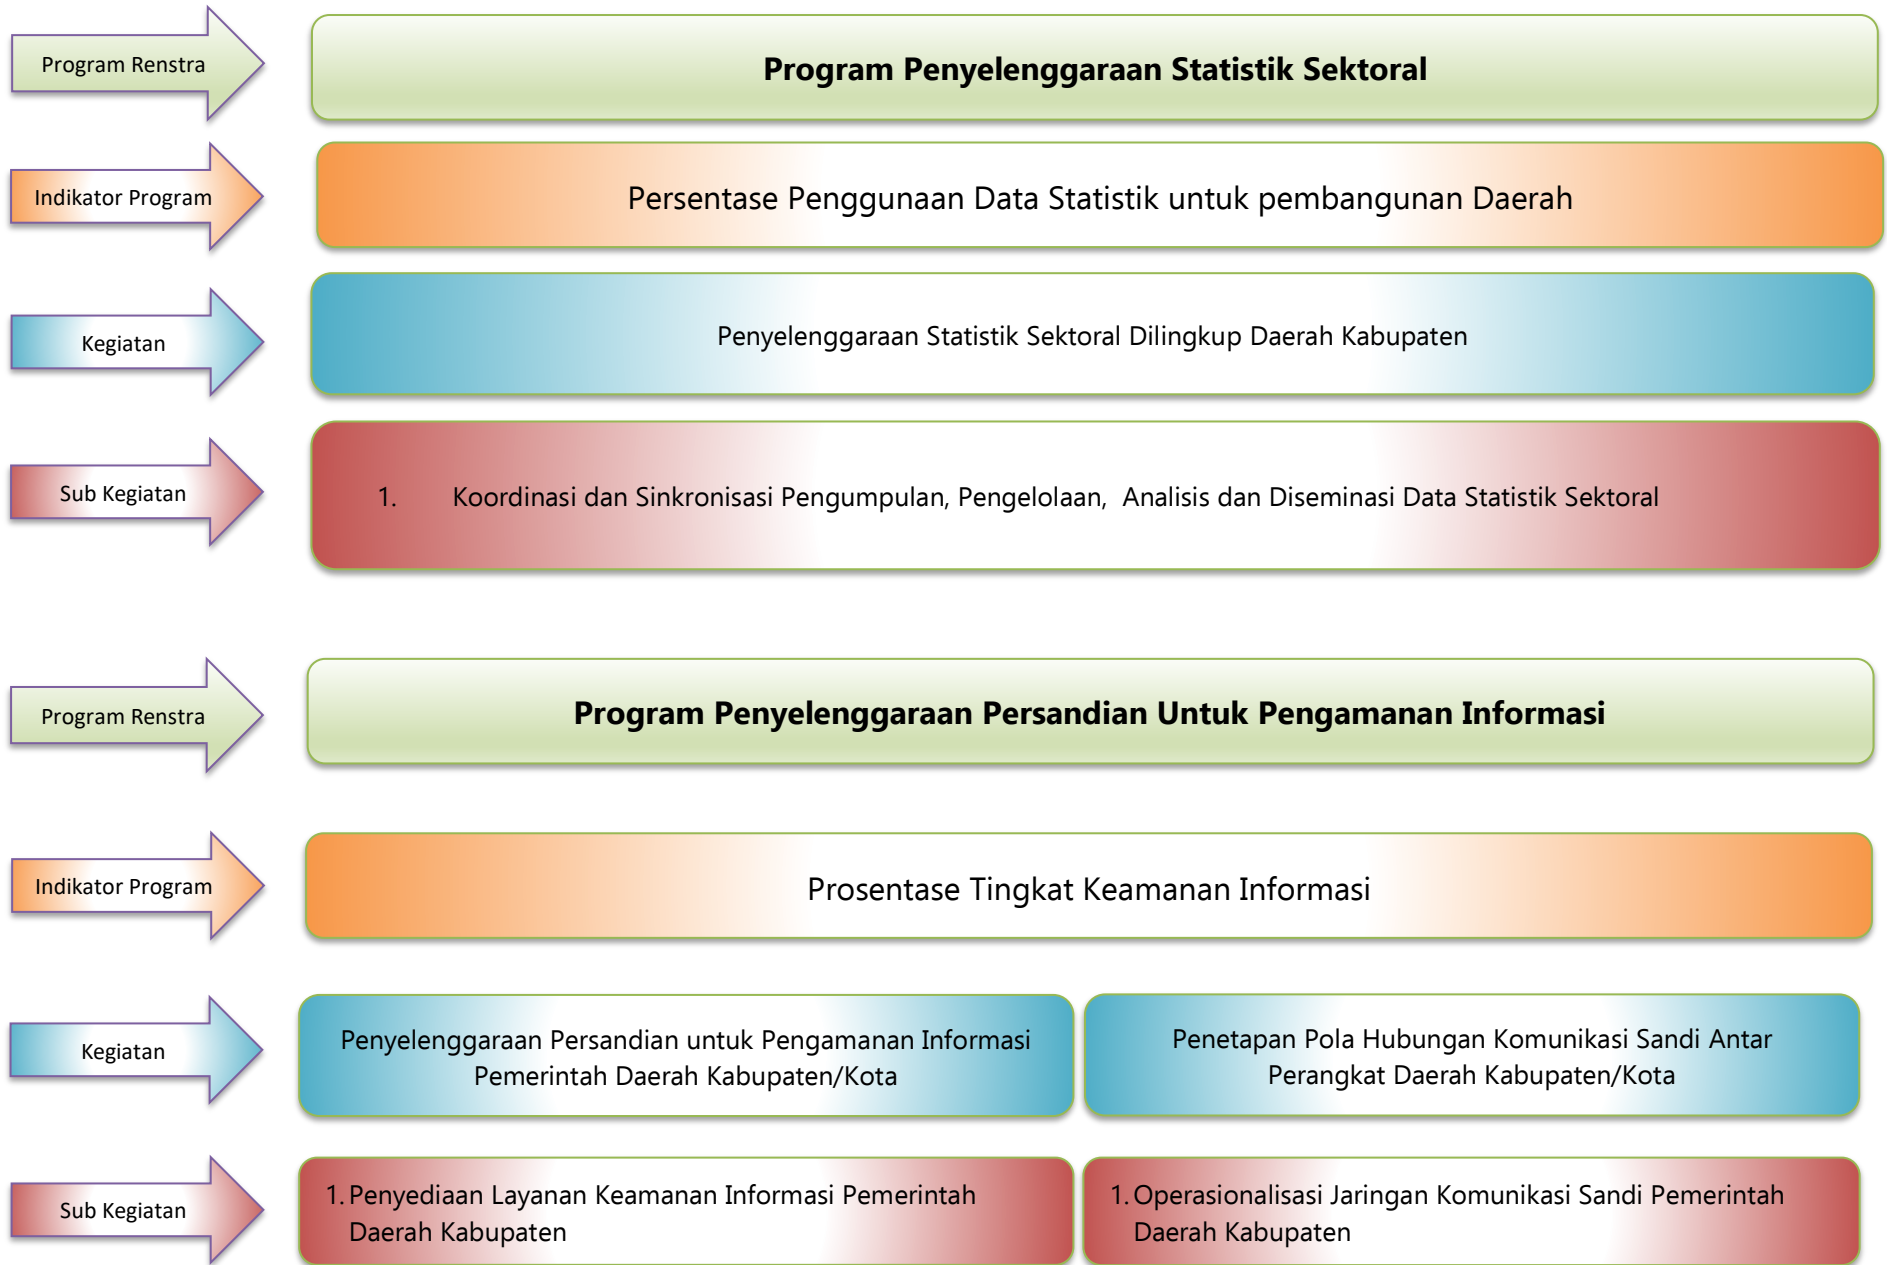 Program Renstra
Program Penyelenggaraan Statistik Sektoral
Indikator Program
Persentase Penggunaan Data Statistik untuk pembangunan Daerah
Kegiatan
Penyelenggaraan Statistik Sektoral Dilingkup Daerah Kabupaten
Sub Kegiatan
1. Koordinasi dan Sinkronisasi Pengumpulan, Pengelolaan, Analisis dan Diseminasi Data Statistik Sektoral
Program Renstra
Program Penyelenggaraan Persandian Untuk Pengamanan Informasi
Indikator Program
Prosentase Tingkat Keamanan Informasi
Kegiatan
Penyelenggaraan Persandian untuk Pengamanan Informasi
Pemerintah Daerah Kabupaten/Kota
Penetapan Pola Hubungan Komunikasi Sandi Antar
Perangkat Daerah Kabupaten/Kota
Sub Kegiatan
1. Penyediaan Layanan Keamanan Informasi Pemerintah
Daerah Kabupaten
1. Operasionalisasi Jaringan Komunikasi Sandi Pemerintah
Daerah Kabupaten